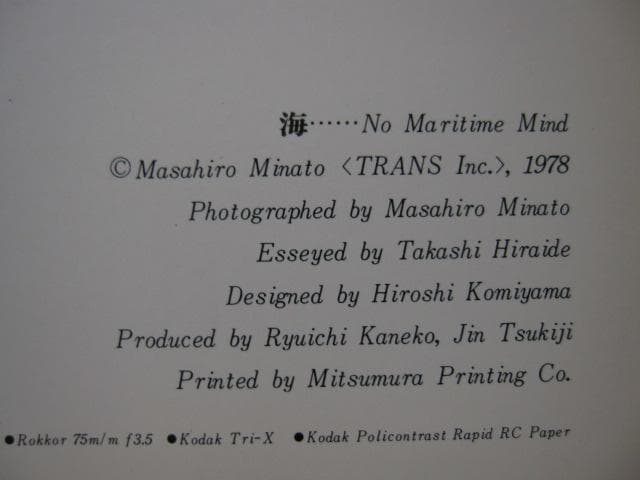 海……No Maritime Mind
©Masahiro Minato 〈TRANS Inc.〉, 1978
Photographed by Masahiro Minato
Esseyed by Takashi Hiraide
Designed by Hiroshi Komiyama
Produced by Ryuichi Kaneko, Jin Tsukiji
Printed by Mitsumura Printing Co.
●Rokkor 75m/m f3.5 ●Kodak Tri-X ●Kodak Policontrast Rapid RC Paper